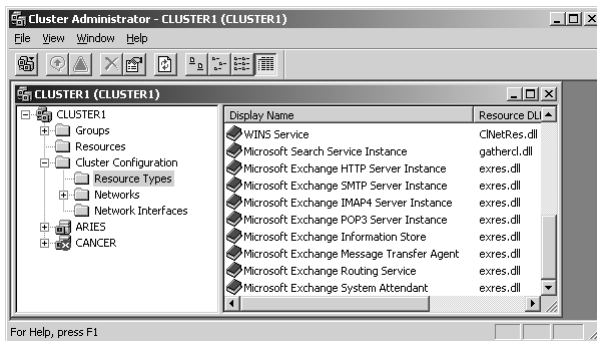 Cluster Administrator - CLUSTER1 (CLUSTER1)
File View Window Help
CLUSTER1 (CLUSTER1)
CLUSTER1
Groups
Resources
Cluster Configuration
Resource Types
Networks
Network Interfaces
ARIES
CANCER
Display Name Resource DLL
WINS Service ClNetRes.dll
Microsoft Search Service Instance gathercl.dll
Microsoft Exchange HTTP Server Instance exres.dll
Microsoft Exchange SMTP Server Instance exres.dll
Microsoft Exchange IMAP4 Server Instance exres.dll
Microsoft Exchange POP3 Server Instance exres.dll
Microsoft Exchange Information Store exres.dll
Microsoft Exchange Message Transfer Agent exres.dll
Microsoft Exchange Routing Service exres.dll
Microsoft Exchange System Attendant exres.dll
For Help, press F1